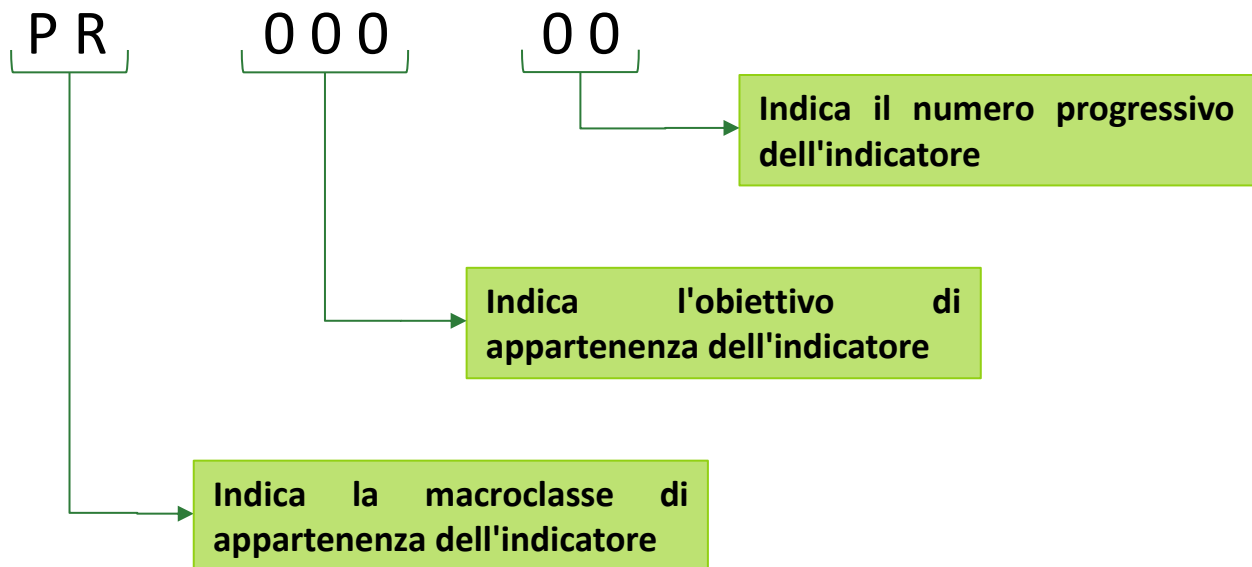 P R 0 0 0 0 0
Indica il numero progressivo
dell'indicatore
Indica l'obiettivo di
appartenenza dell'indicatore
Indica la macroclasse di
appartenenza dell'indicatore